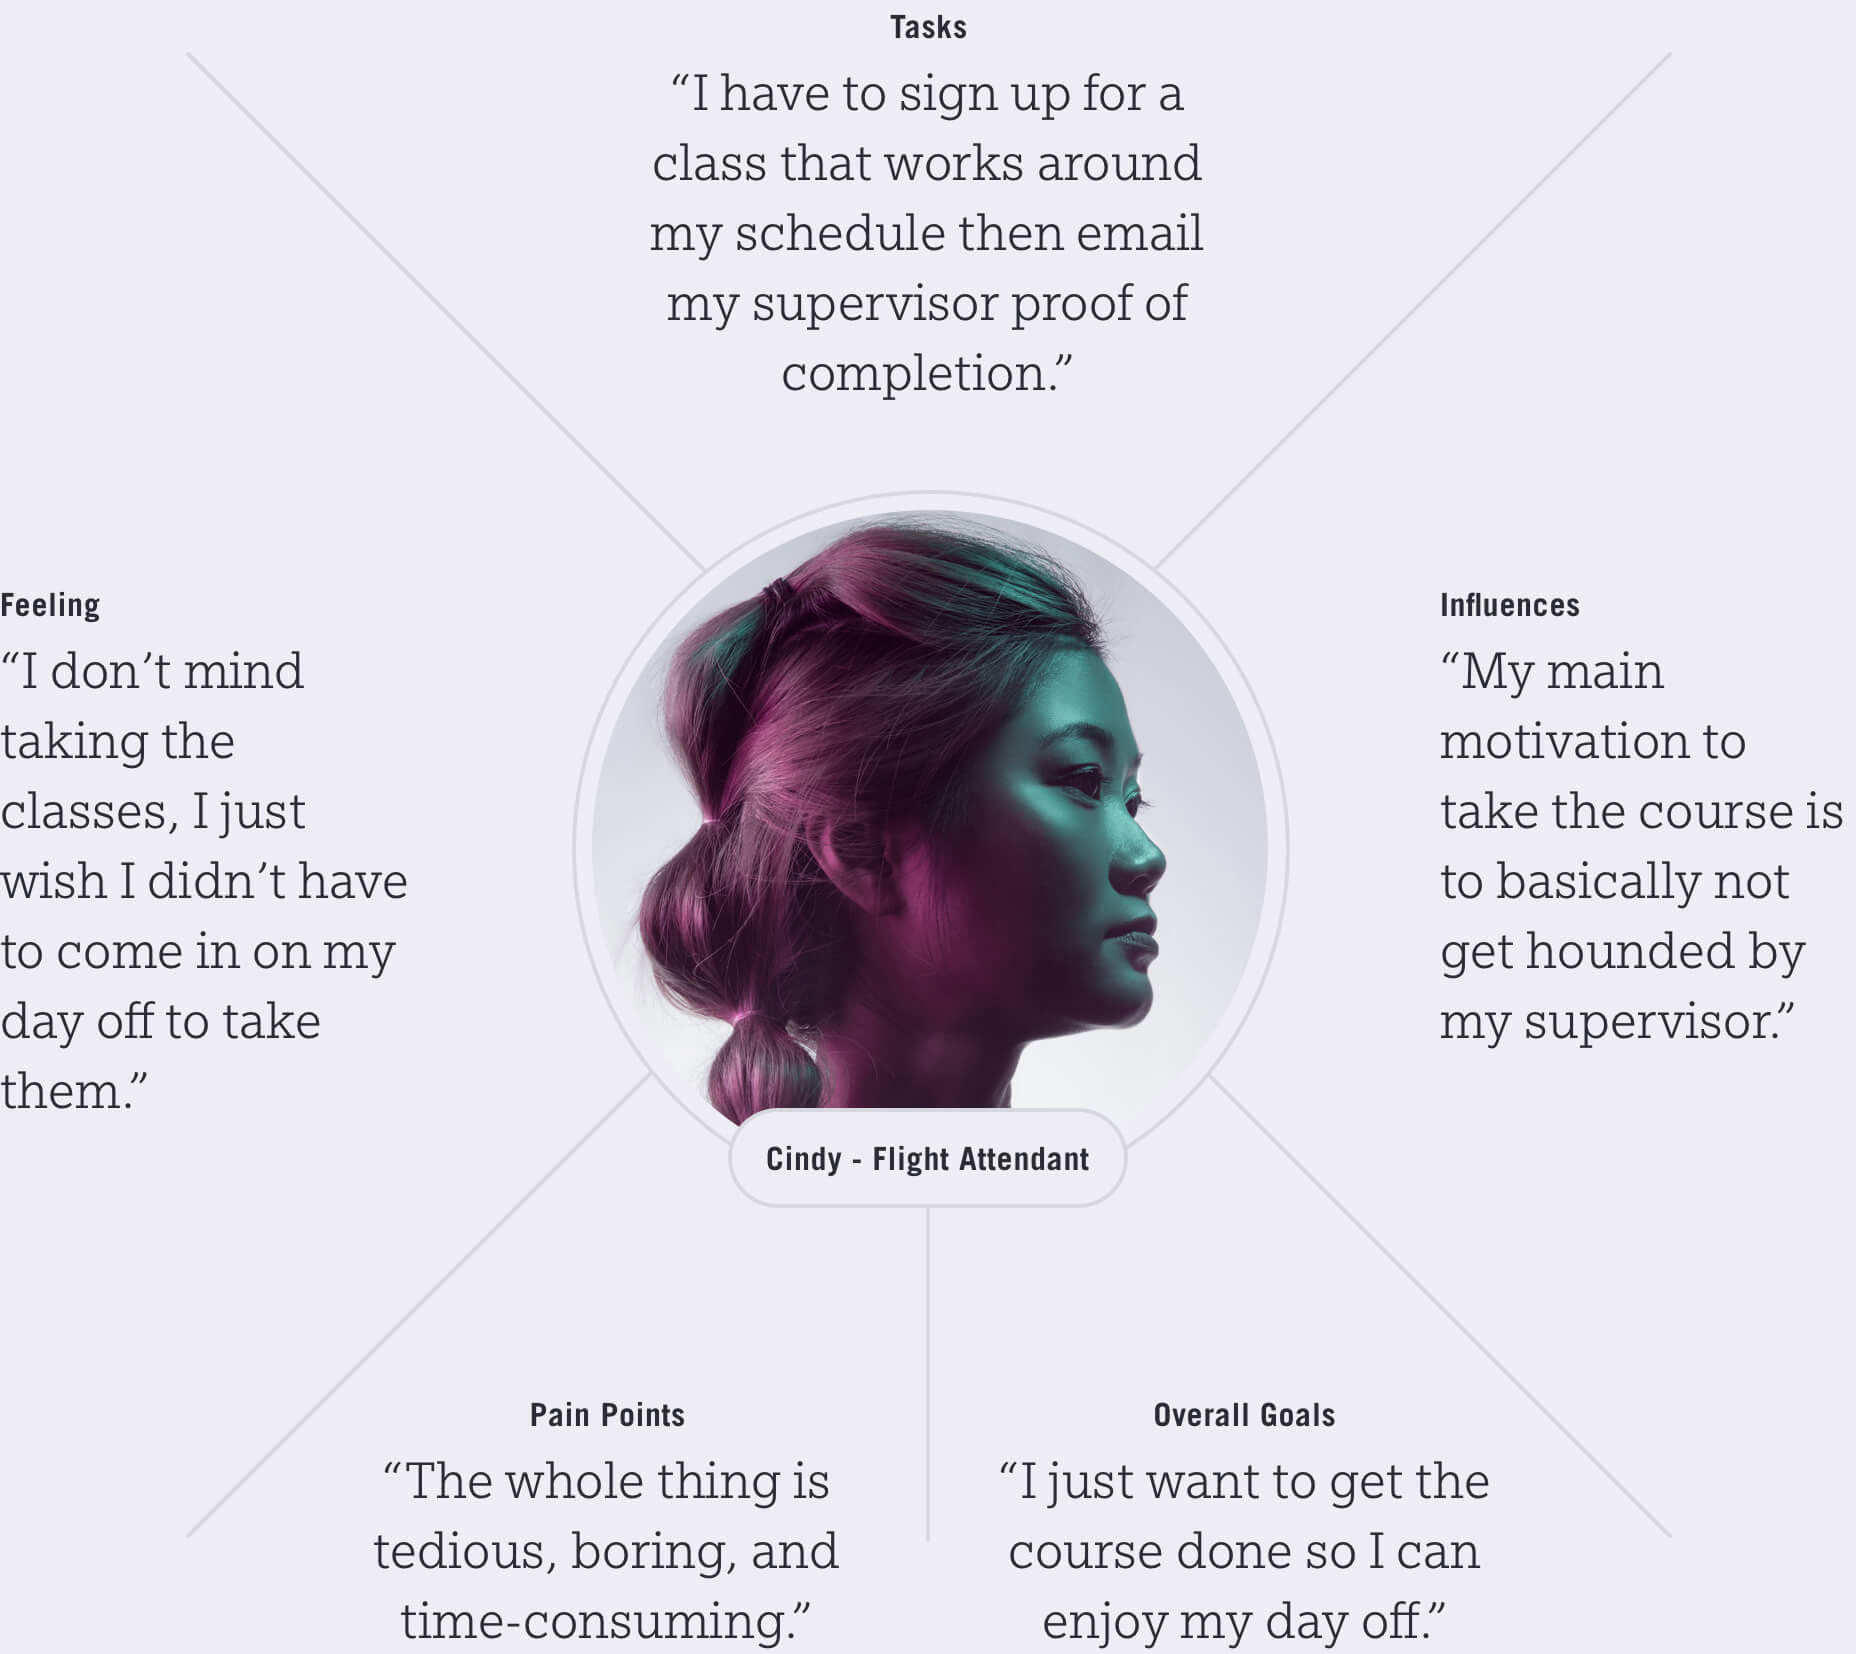 Tasks
“I have to sign up for a
class that works around
my schedule then email
my supervisor proof of
completion.”
Feeling
“I don’t mind
taking the
classes, I just
wish I didn’t have
to come in on my
day off to take
them.”
Influences
“My main
motivation to
take the course is
to basically not
get hounded by
my supervisor.”
Cindy - Flight Attendant
Pain Points
“The whole thing is
tedious, boring, and
time-consuming.”
Overall Goals
“I just want to get the
course done so I can
enjoy my day off.”